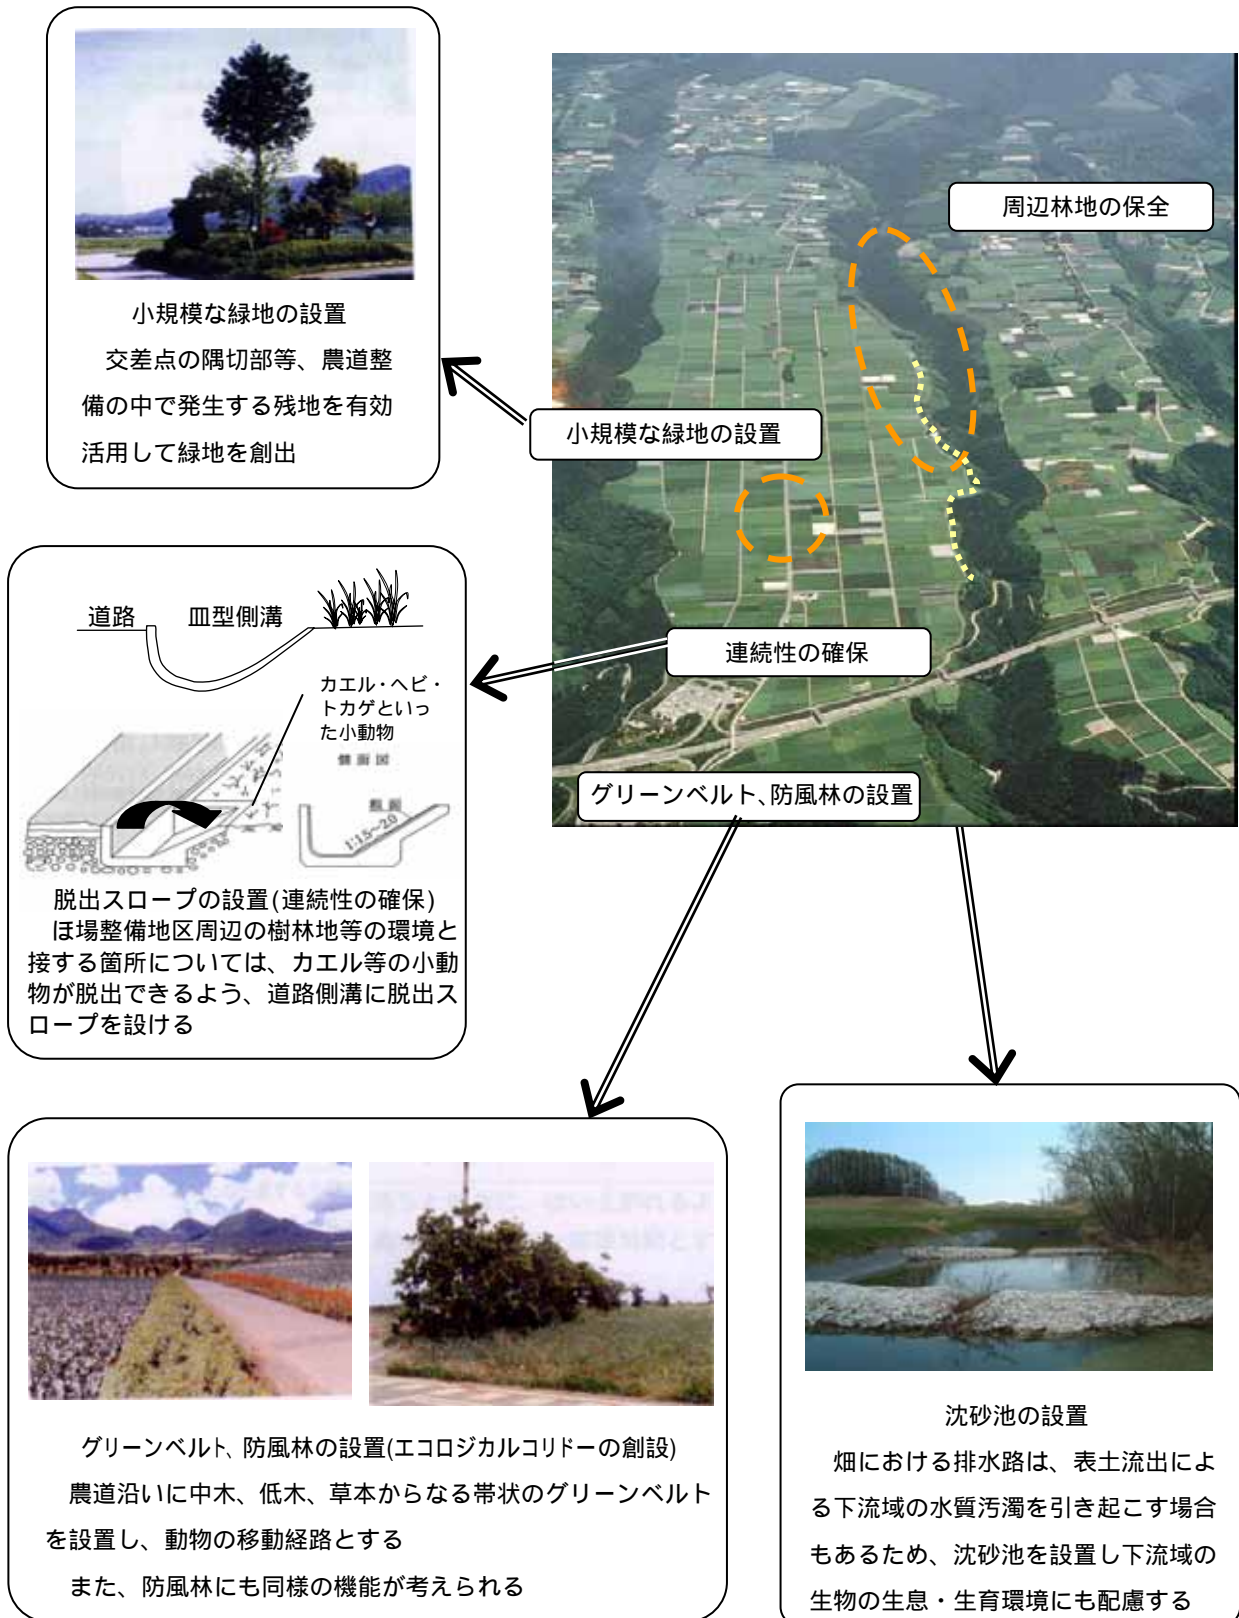 小規模な緑地の設置
交差点の隅切部等、農道整
備の中で発生する残地を有効
活用して緑地を創出
周辺林地の保全
小規模な緑地の設置
連続性の確保
グリーンベルト、防風林の設置
道路 皿型側溝
カエル・ヘビ・
トカゲといっ
た小動物
側面図
粗面
1:1.5~2.0
脱出スロープの設置(連続性の確保)
ほ場整備地区周辺の樹林地等の環境と
接する箇所については、カエル等の小動
物が脱出できるよう、道路側溝に脱出ス
ロープを設ける
グリーンベルト、防風林の設置(エコロジカルコリドーの創設)
農道沿いに中木、低木、草本からなる帯状のグリーンベルト
を設置し、動物の移動経路とする
また、防風林にも同様の機能が考えられる
沈砂池の設置
畑における排水路は、表土流出によ
る下流域の水質汚濁を引き起こす場合
もあるため、沈砂池を設置し下流域の
生物の生息・生育環境にも配慮する